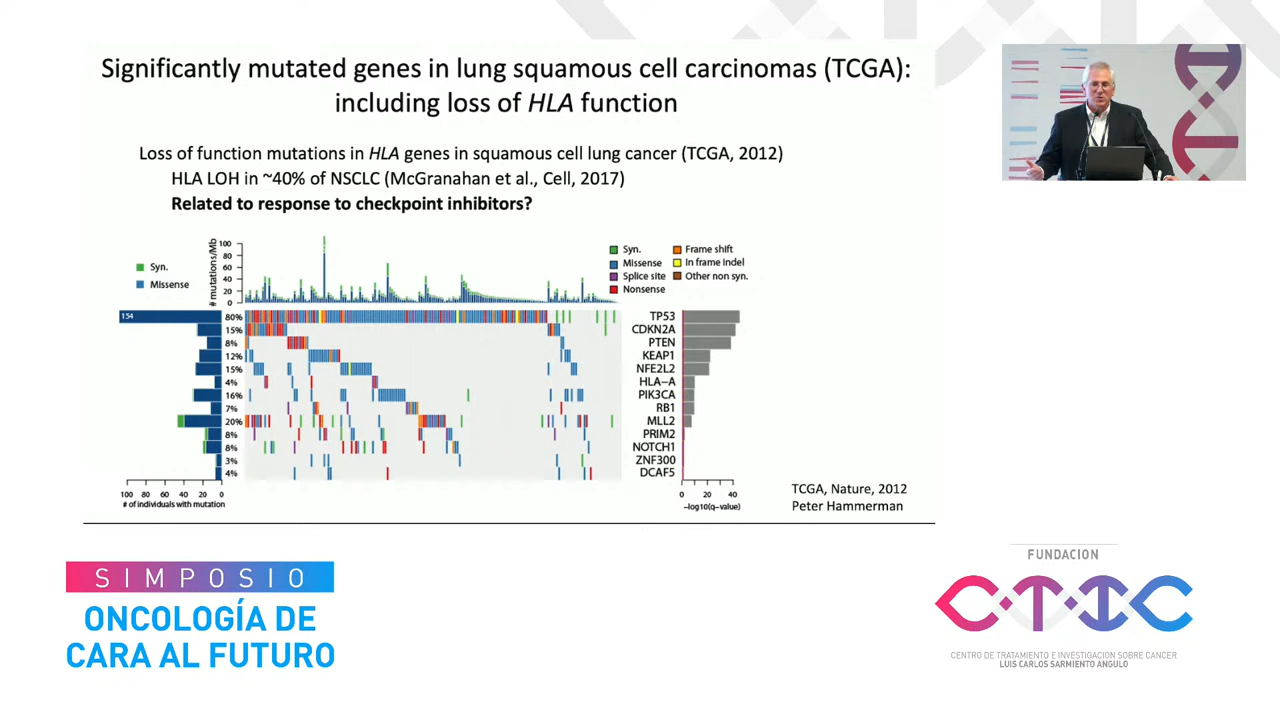 Significantly mutated genes in lung squamous cell carcinomas (TCGA):
including loss of HLA function
Loss of function mutations in HLA genes in squamous cell lung cancer (TCGA, 2012)
HLA LOH in ~40% of NSCLC (McGranahan et al., Cell, 2017)
Related to response to checkpoint inhibitors?
# mutations/Mb
100
80
60
40
20
0
Syn.
Missense
Syn.
Missense
Splice site
Nonsense
Frame shift
In frame indel
Other non syn.
154 80% TP53
15% CDKN2A
8% PTEN
12% KEAP1
15% NFE2L2
4% HLA-A
16% PIK3CA
7% RB1
20% MLL2
8% PRIM2
8% NOTCH1
3% ZNF300
4% DCAF5
100 80 60 40 20 0
# of individuals with mutation
0 20 40
-log10(q-value)
TCGA, Nature, 2012
Peter Hammerman
SIMPOSIO
ONCOLOGÍA DE
CARA AL FUTURO
FUNDACION
CTIC
CENTRO DE TRATAMIENTO E INVESTIGACION SOBRE CANCER
LUIS CARLOS SARMIENTO ANGULO